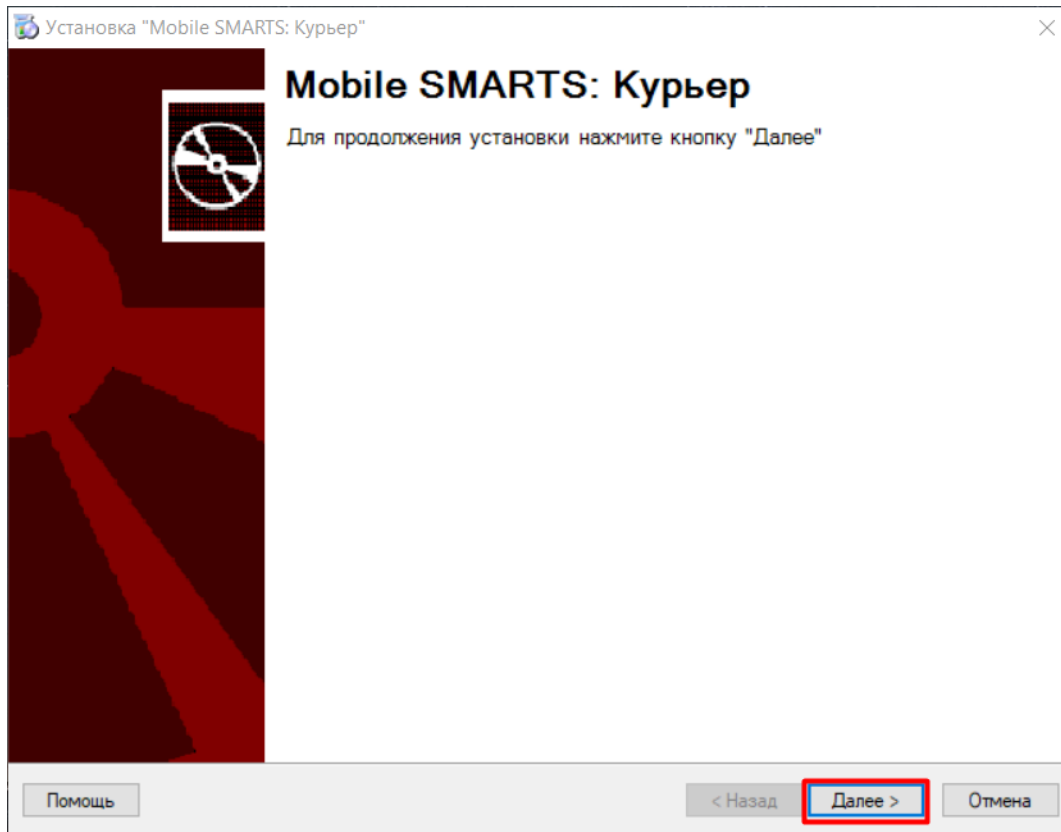 Установка "Mobile SMARTS: Курьер"
Mobile SMARTS: Курьер
Для продолжения установки нажмите кнопку "Далее"
Помощь
< Назад
Далее >
Отмена